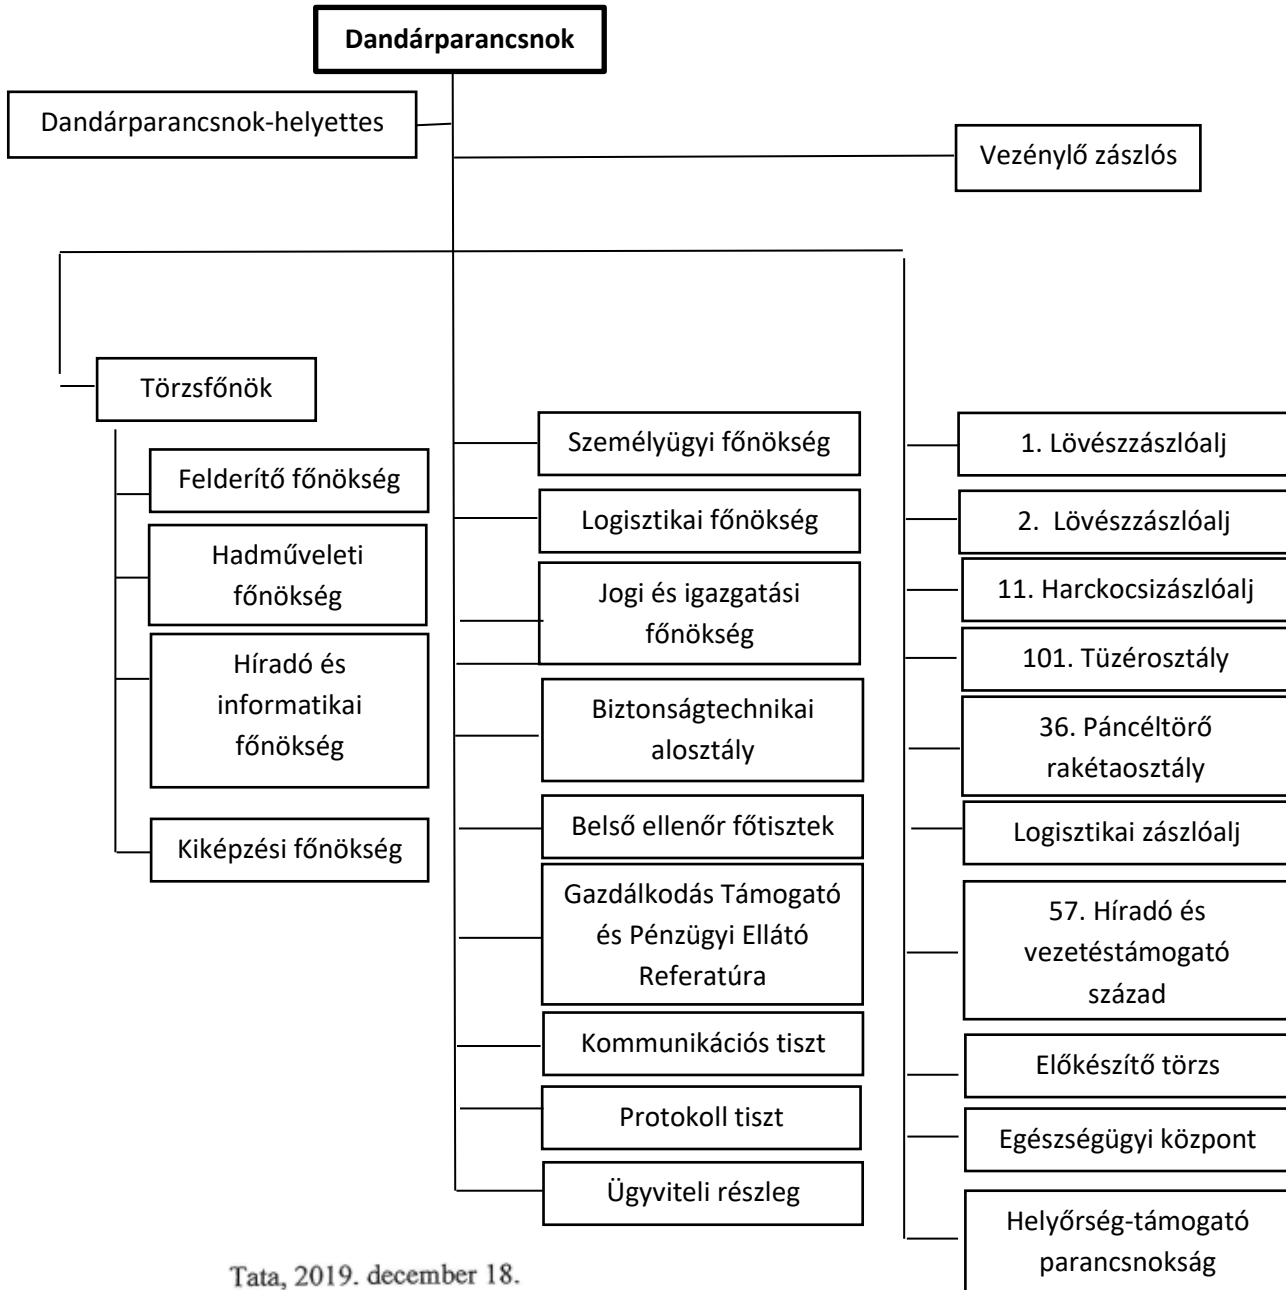 Dandárparancsnok
Dandárparancsnok-helyettes
Vezénylő zászlós
Törzsfőnök
Felderítő főnökség
Hadműveleti
főnökség
Híradó és
informatikai
főnökség
Kiképzési főnökség
Személyügyi főnökség
Logisztikai főnökség
Jogi és igazgatási
főnökség
Biztonságtechnikai
alosztály
Belső ellenőr főtisztek
Gazdálkodás Támogató
és Pénzügyi Ellátó
Referatúra
Kommunikációs tiszt
Protokoll tiszt
Ügyviteli részleg
1. Lövészzászlóalj
2. Lövészzászlóalj
11. Harckocsizászlóalj
101. Tüzérosztály
36. Páncéltörő
rakétaosztály
Logisztikai zászlóalj
57. Híradó és
vezetéstámogató
század
Előkészítő törzs
Egészségügyi központ
Helyőrség-támogató
parancsnokság
Tata, 2019. december 18.